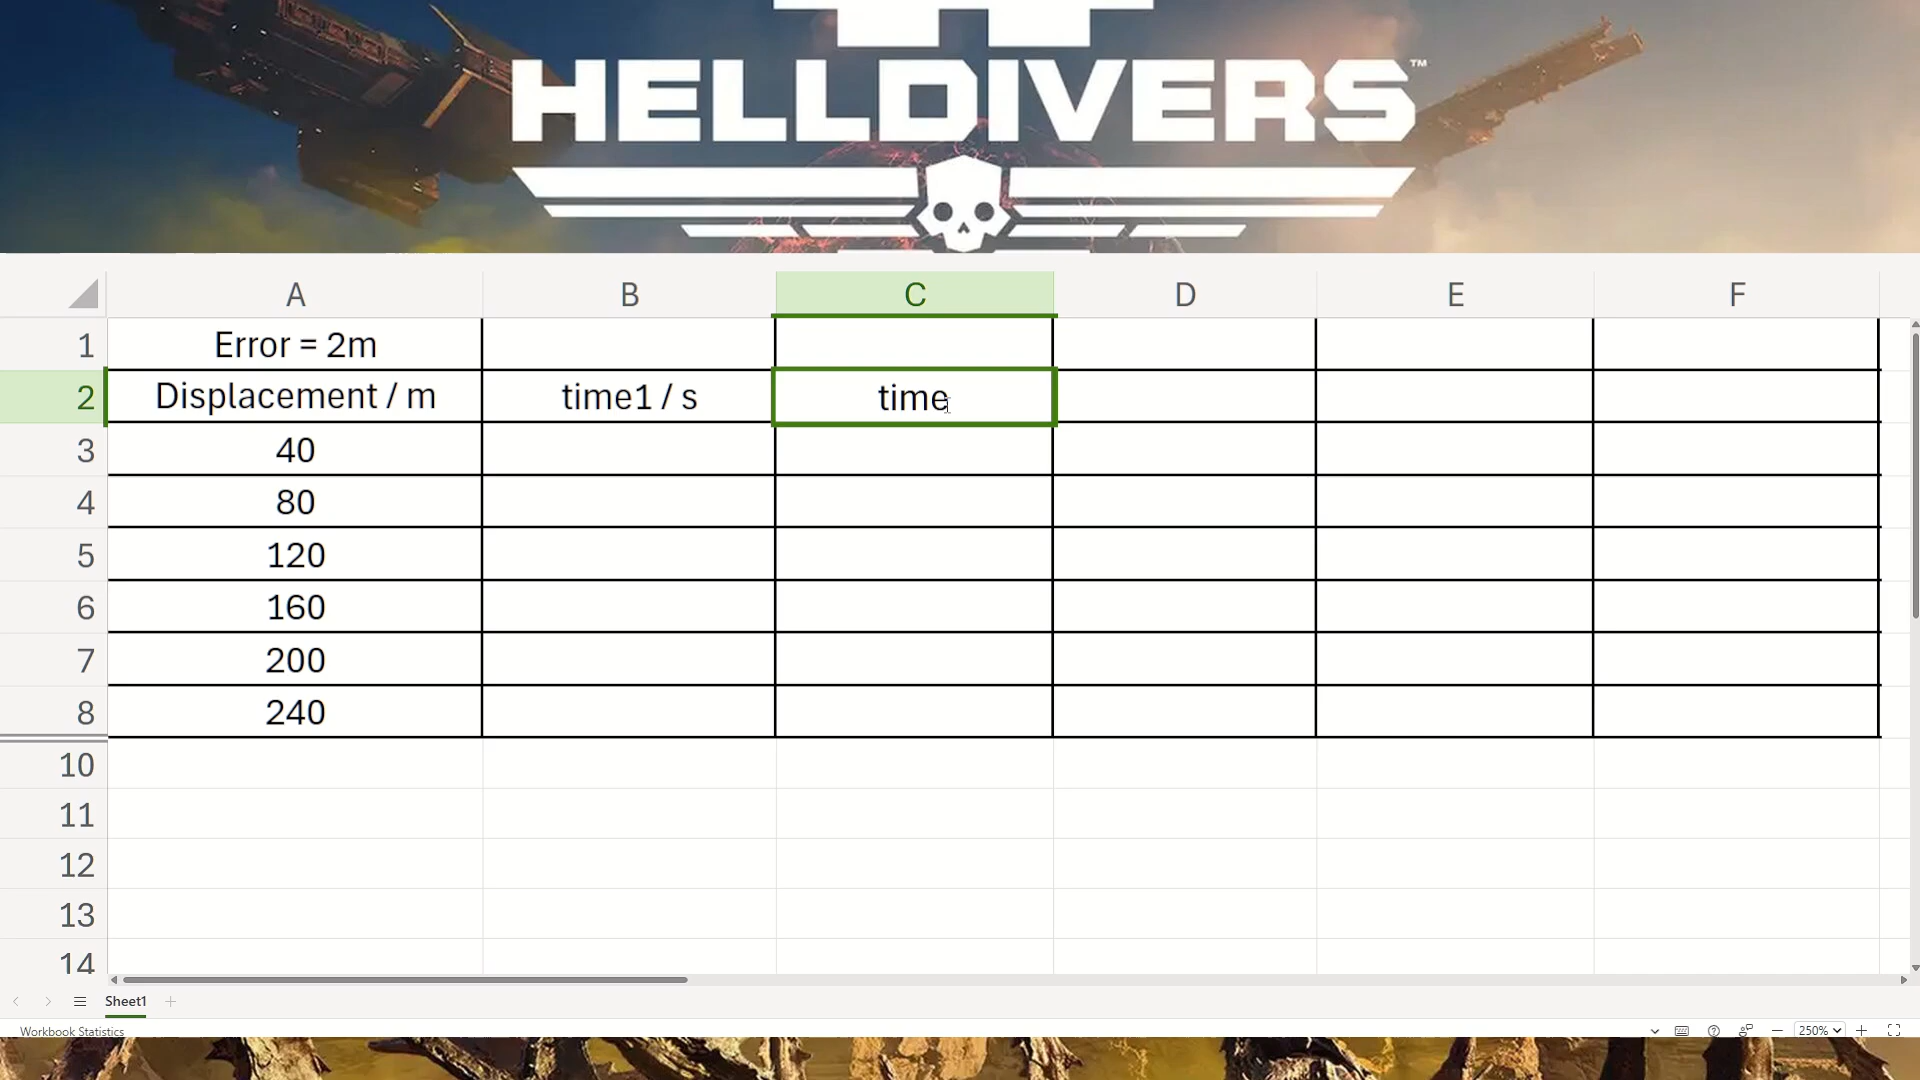 HELLDIVERS™
A B C D E F
1 Error = 2m
2 Displacement / m time1 / s time
3 40
4 80
5 120
6 160
7 200
8 240
10
11
12
13
14
Sheet1
Workbook Statistics 250%